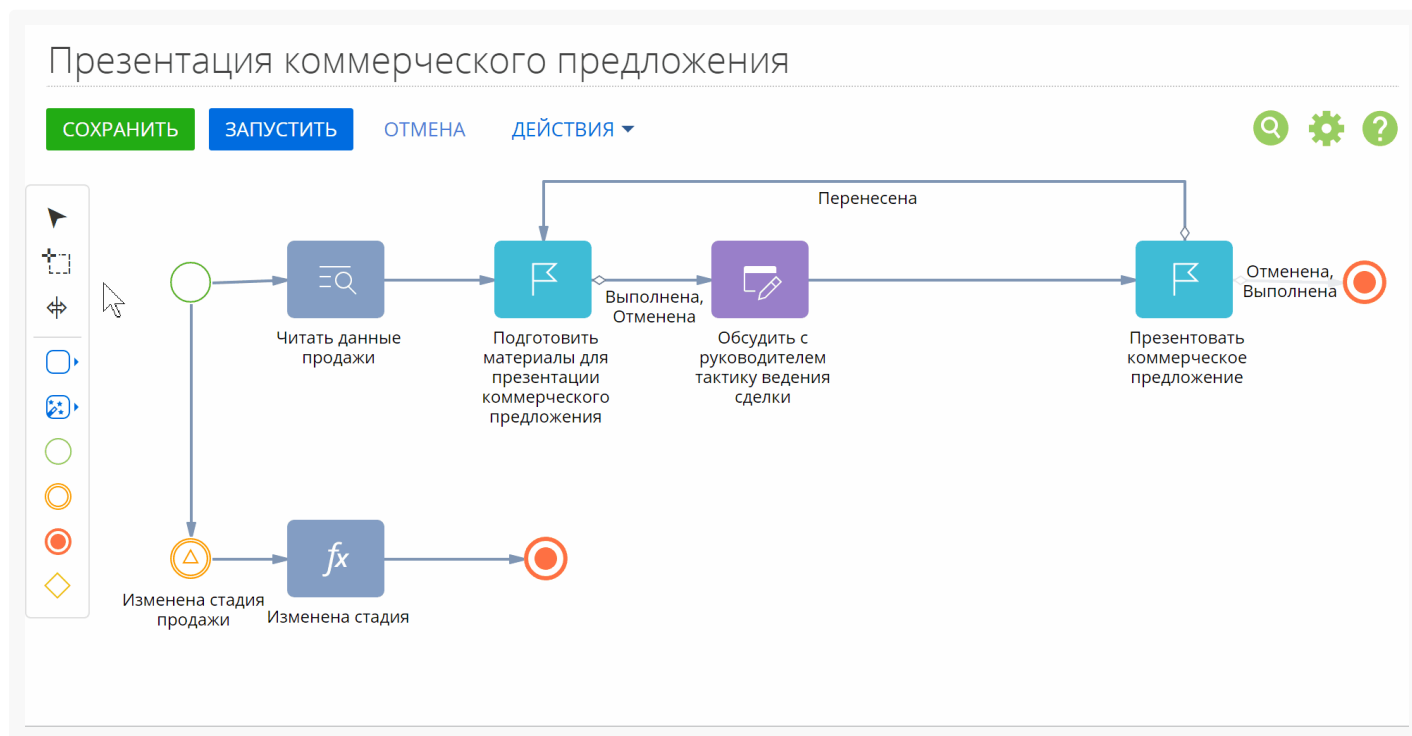 Презентация коммерческого предложения
СОХРАНИТЬ
ЗАПУСТИТЬ
ОТМЕНА
ДЕЙСТВИЯ
Перенесена
Выполнена,
Отменена
Отменена,
Выполнена
Читать данные
продажи
Подготовить
материалы для
презентации
коммерческого
предложения
Обсудить с
руководителем
тактику ведения
сделки
Презентовать
коммерческое
предложение
fx
Изменена стадия
продажи
Изменена стадия